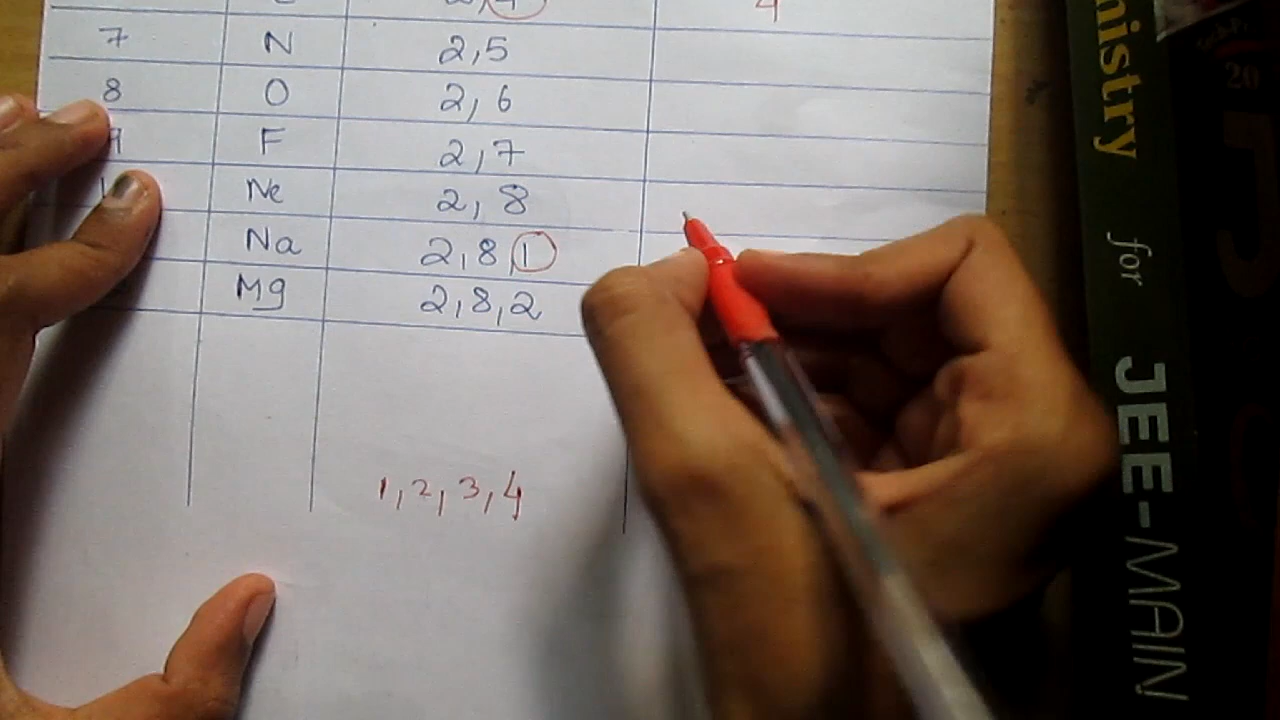 4
7 N 2,5
8 O 2,6
F 2,7
Ne 2,8
Na 2,8,1
Mg 2,8,2
1,2,3,4
for
JEE-MAIN
20